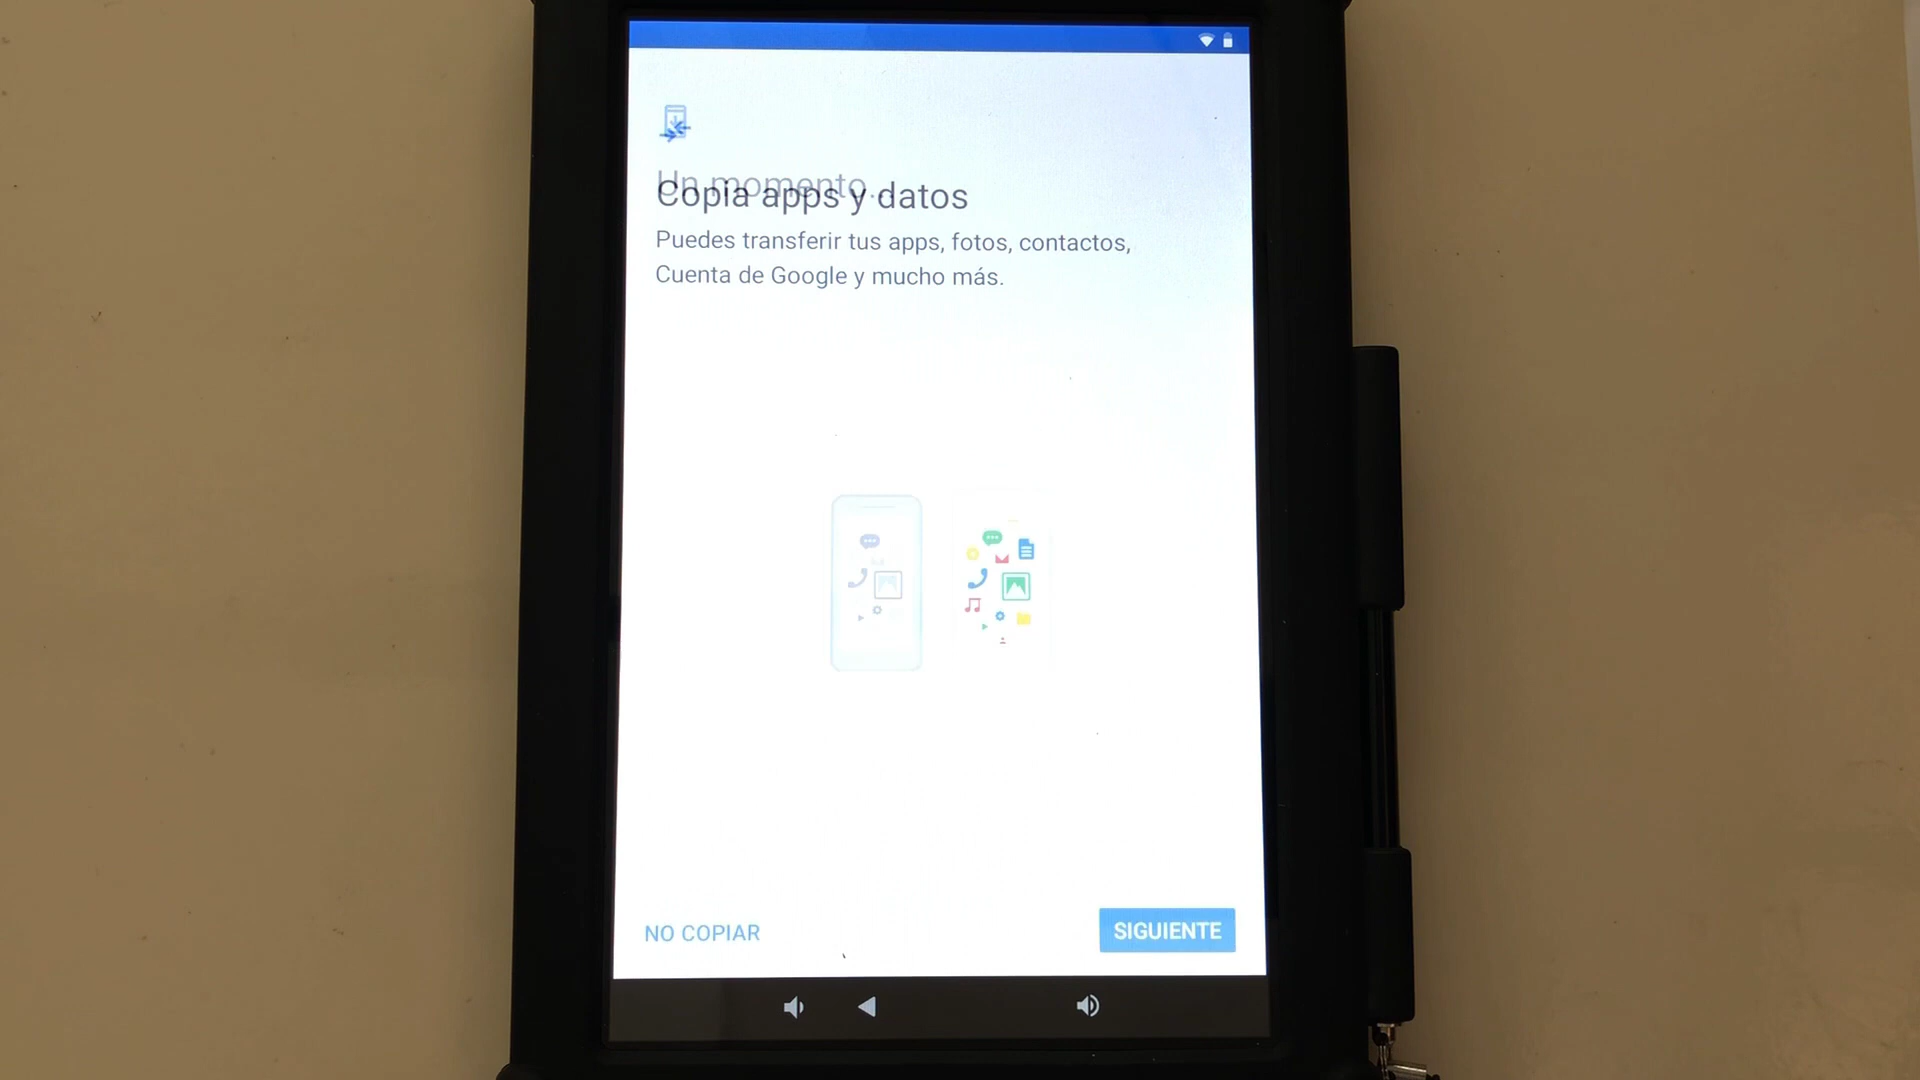 Un momento...
Copia apps y datos
Puedes transferir tus apps, fotos, contactos,
Cuenta de Google y mucho más.
NO COPIAR
SIGUIENTE